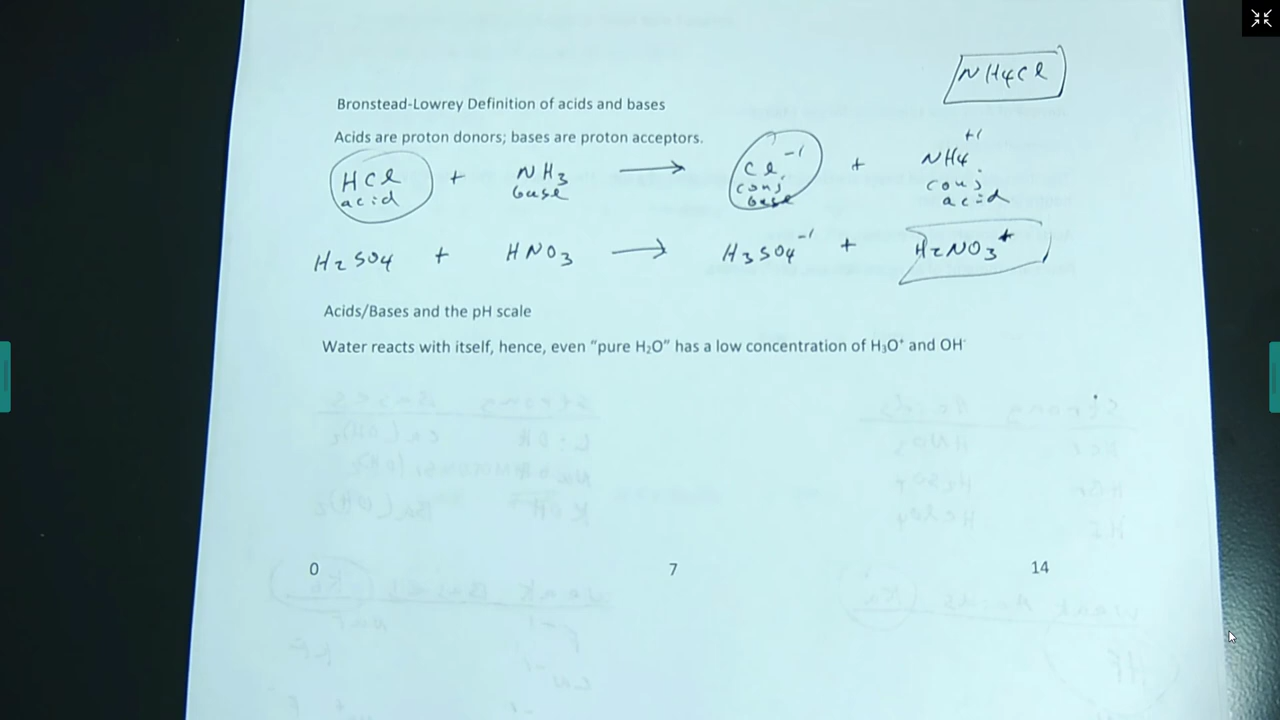 NH4Cl
Bronstead-Lowrey Definition of acids and bases
Acids are proton donors; bases are proton acceptors.
HCl + NH3 → Cl⁻¹ + NH4⁺¹
acid base conj base conj acid
H2SO4 + HNO3 → H3SO4⁻¹ + H2NO3⁺
Acids/Bases and the pH scale
Water reacts with itself, hence, even “pure H₂O” has a low concentration of H₃O⁺ and OH⁻
0 7 14